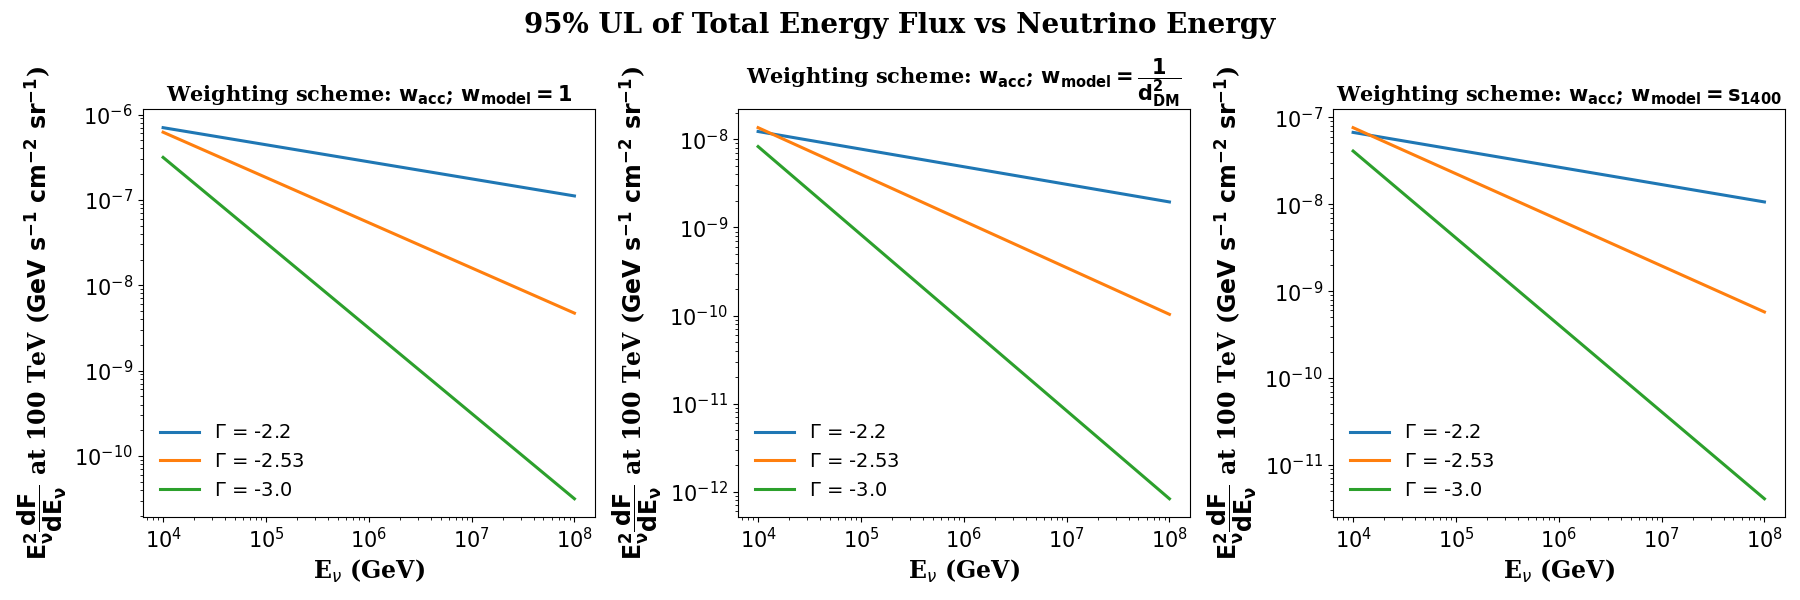 95% UL of Total Energy Flux vs Neutrino Energy
Weighting scheme: w_acc; w_model = 1
E_ν^2 dF/dE_ν at 100 TeV (GeV s^−1 cm^−2 sr^−1)
10^−6
10^−7
10^−8
10^−9
10^−10
Γ = -2.2
Γ = -2.53
Γ = -3.0
10^4 10^5 10^6 10^7 10^8
E_ν (GeV)
Weighting scheme: w_acc; w_model = 1/d_DM^2
E_ν^2 dF/dE_ν at 100 TeV (GeV s^−1 cm^−2 sr^−1)
10^−8
10^−9
10^−10
10^−11
10^−12
Γ = -2.2
Γ = -2.53
Γ = -3.0
10^4 10^5 10^6 10^7 10^8
E_ν (GeV)
Weighting scheme: w_acc; w_model = s_1400
E_ν^2 dF/dE_ν at 100 TeV (GeV s^−1 cm^−2 sr^−1)
10^−7
10^−8
10^−9
10^−10
10^−11
Γ = -2.2
Γ = -2.53
Γ = -3.0
10^4 10^5 10^6 10^7 10^8
E_ν (GeV)